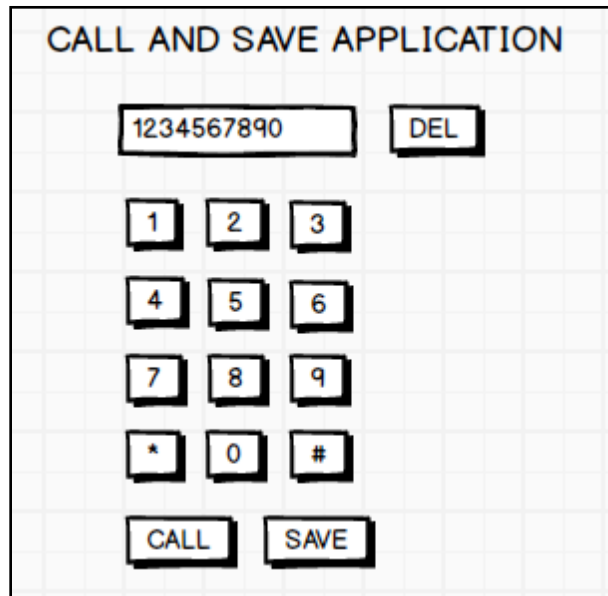 CALL AND SAVE APPLICATION
1234567890 DEL
1 2 3
4 5 6
7 8 9
* 0 #
CALL SAVE